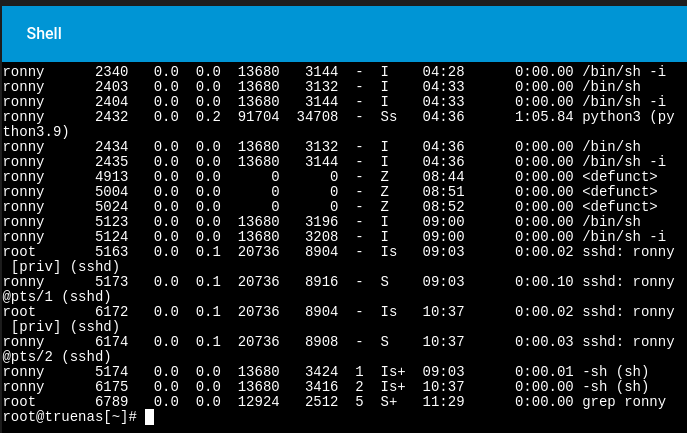 Shell
ronny      2340   0.0  0.0  13680   3144  -  I    04:28      0:00.00 /bin/sh -i
ronny      2403   0.0  0.0  13680   3132  -  I    04:33      0:00.00 /bin/sh
ronny      2404   0.0  0.0  13680   3144  -  I    04:33      0:00.00 /bin/sh -i
ronny      2432   0.0  0.2  91704  34708  -  Ss   04:36      1:05.84 python3 (py
thon3.9)
ronny      2434   0.0  0.0  13680   3132  -  I    04:36      0:00.00 /bin/sh
ronny      2435   0.0  0.0  13680   3144  -  I    04:36      0:00.00 /bin/sh -i
ronny      4913   0.0  0.0      0      0  -  Z    08:44      0:00.00 <defunct>
ronny      5004   0.0  0.0      0      0  -  Z    08:51      0:00.00 <defunct>
ronny      5024   0.0  0.0      0      0  -  Z    08:52      0:00.00 <defunct>
ronny      5123   0.0  0.0  13680   3196  -  I    09:00      0:00.00 /bin/sh
ronny      5124   0.0  0.0  13680   3208  -  I    09:00      0:00.00 /bin/sh -i
root       5163   0.0  0.1  20736   8904  -  Is   09:03      0:00.02 sshd: ronny
 [priv] (sshd)
ronny      5173   0.0  0.1  20736   8916  -  S    09:03      0:00.10 sshd: ronny
@pts/1 (sshd)
root       6172   0.0  0.1  20736   8904  -  Is   10:37      0:00.02 sshd: ronny
 [priv] (sshd)
ronny      6174   0.0  0.1  20736   8908  -  S    10:37      0:00.03 sshd: ronny
@pts/2 (sshd)
ronny      5174   0.0  0.0  13680   3424  1  Is+  09:03      0:00.01 -sh (sh)
ronny      6175   0.0  0.0  13680   3416  2  Is+  10:37      0:00.00 -sh (sh)
root       6789   0.0  0.0  12924   2512  5  S+   11:29      0:00.00 grep ronny
root@truenas[~]#